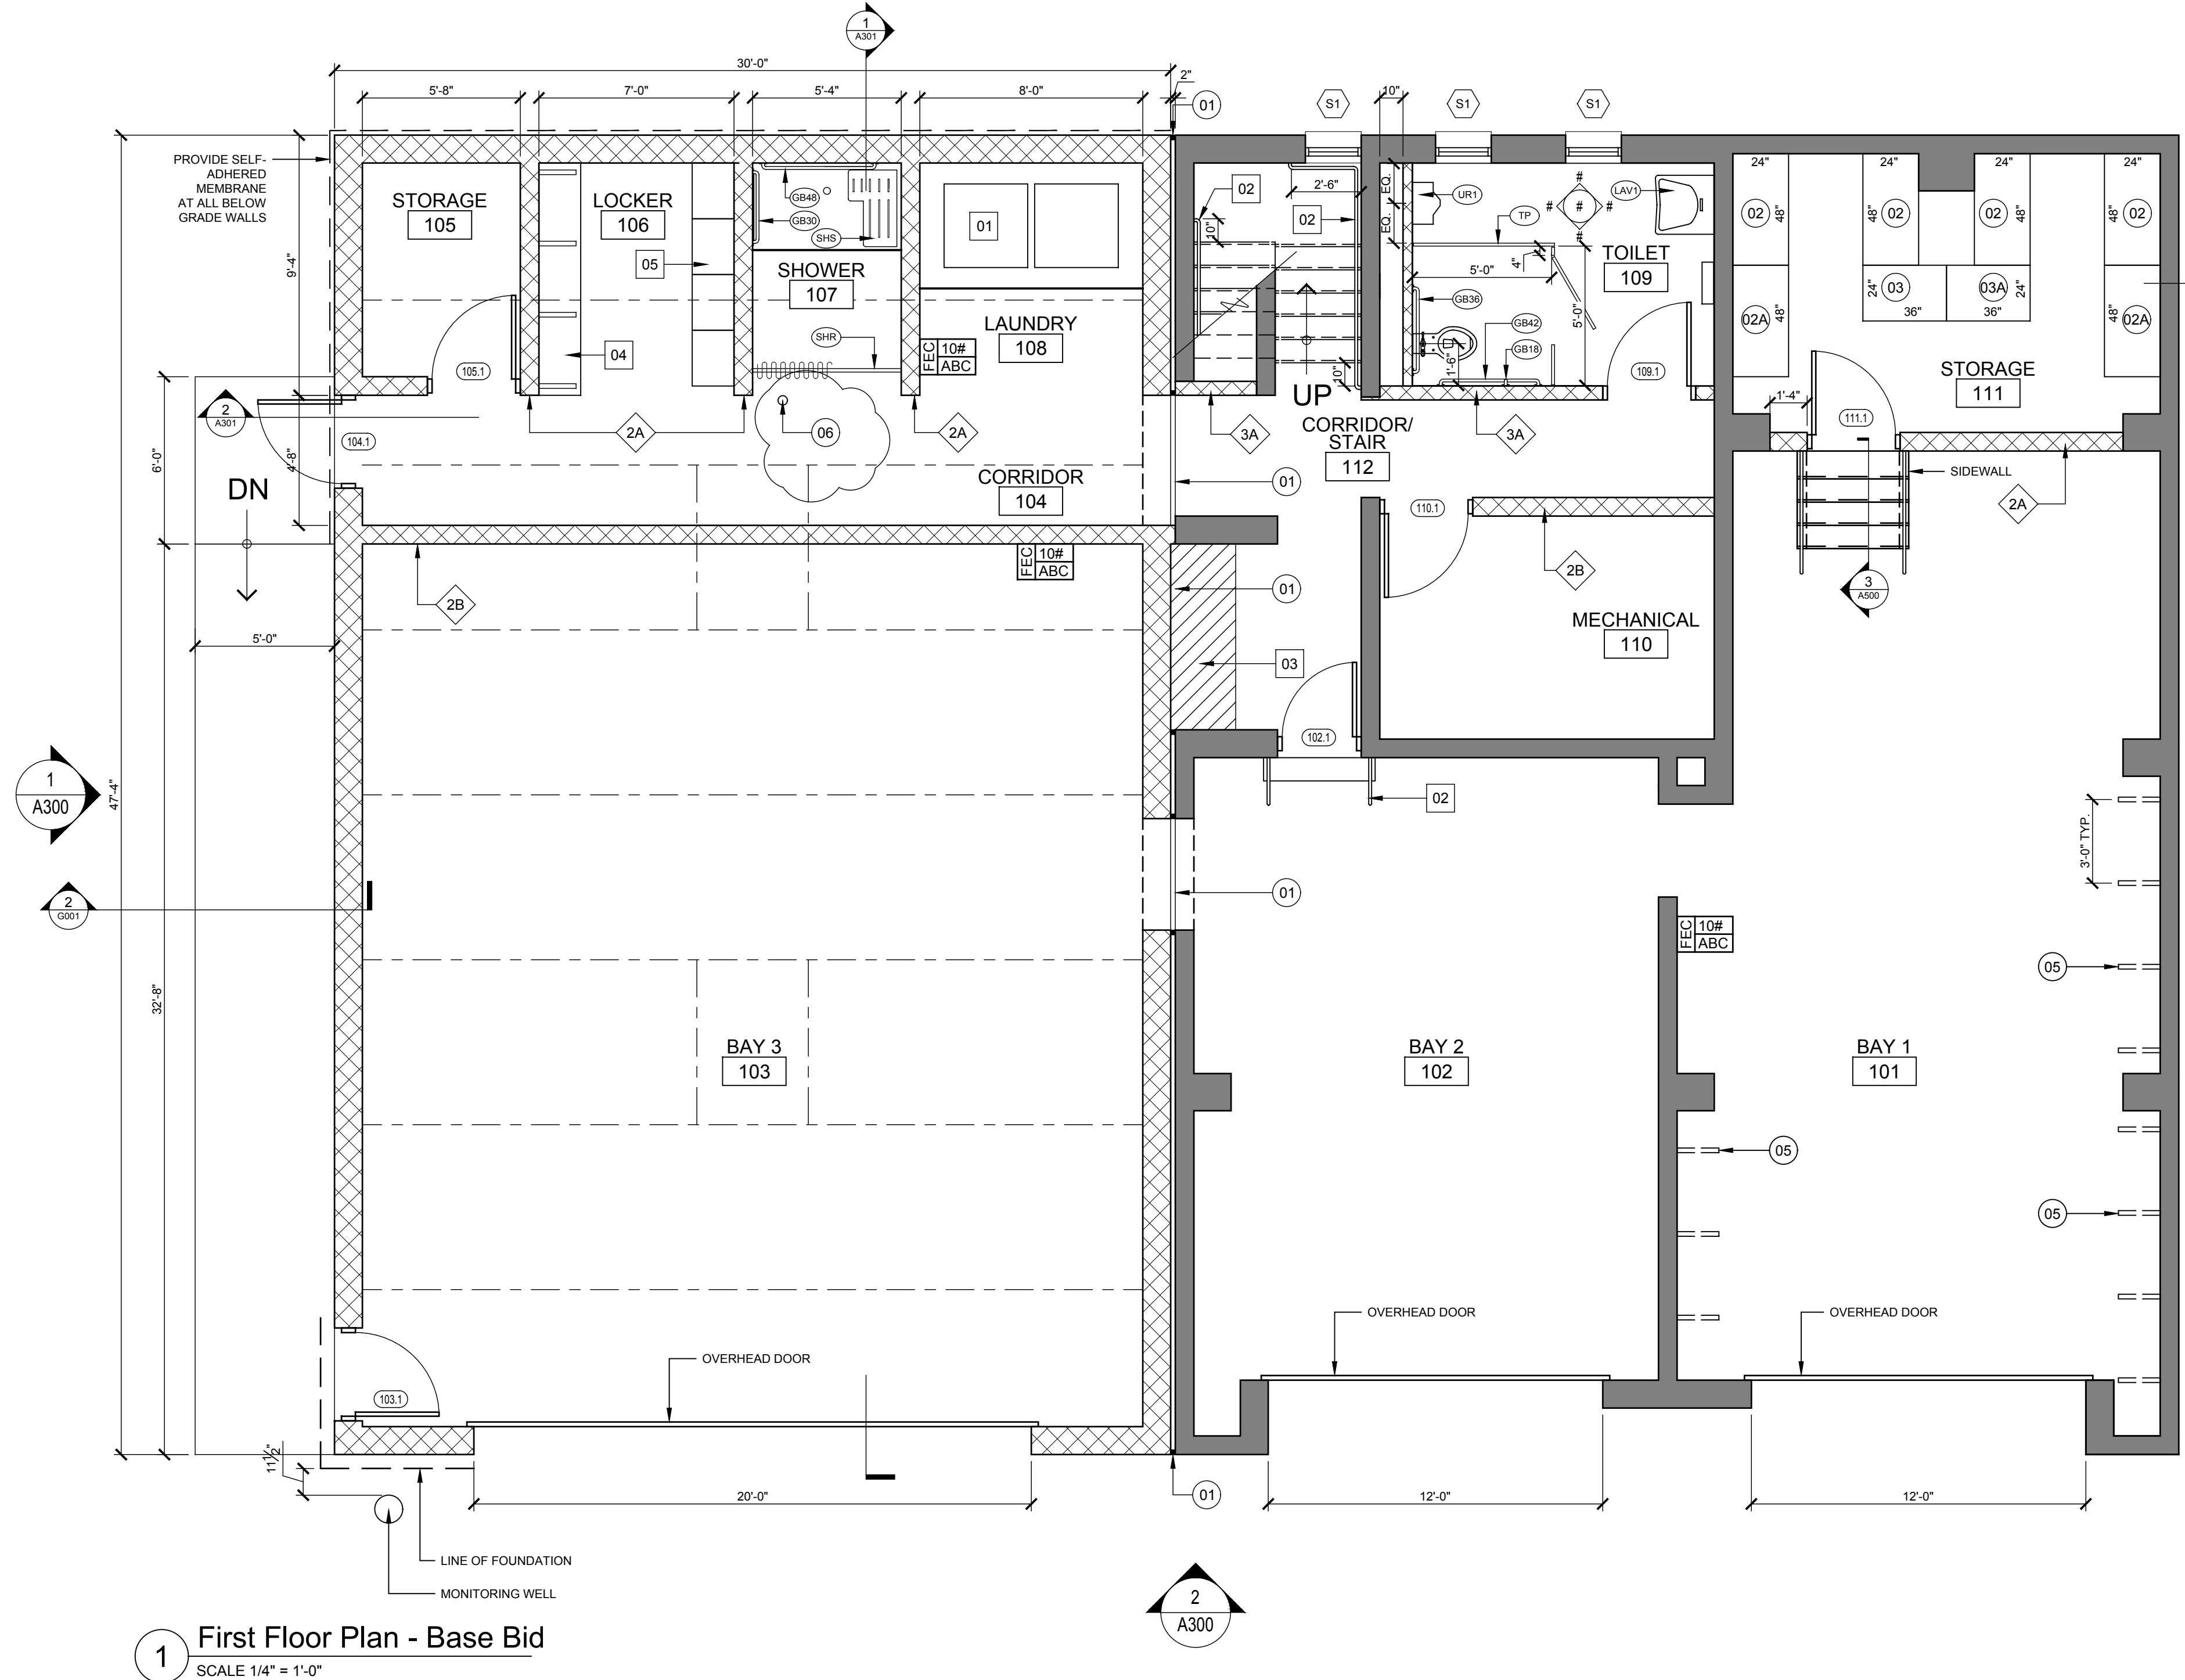 1
A301
30'-0"
2"
5'-8"
7'-0"
5'-4"
8'-0"
01
10"
S1
S1
S1
PROVIDE SELF-
ADHERED
MEMBRANE
AT ALL BELOW
GRADE WALLS
STORAGE
105
LOCKER
106
GB48
GB30
SHS
01
02
10"
2'-6"
02
EQ.
EQ.
UR1
TP
#
#
#
#
#
LAV1
TOILET
109
24"
24"
24"
24"
02
48"
48"
02
02
48"
48"
02
9'-4"
05
SHOWER
107
4"
5'-0"
5'-0"
GB36
GB42
GB18
1'-6"
24"
03
03A
24"
36"
36"
02A
48"
48"
02A
SHR
LAUNDRY
108
FEC
10#
ABC
04
105.1
10"
UP
109.1
STORAGE
111
1'-4"
111.1
2
A301
104.1
6'-0"
4'-8"
2A
06
2A
3A
CORRIDOR/
STAIR
112
3A
DN
CORRIDOR
104
01
110.1
SIDEWALL
2A
FEC
10#
ABC
2B
01
2B
3
A500
MECHANICAL
110
5'-0"
03
102.1
1
A300
47'-4"
02
3'-0" TYP.
2
G001
01
FEC
10#
ABC
05
32'-8"
BAY 3
103
BAY 2
102
BAY 1
101
05
05
OVERHEAD DOOR
OVERHEAD DOOR
OVERHEAD DOOR
103.1
11 1/2"
20'-0"
01
12'-0"
12'-0"
LINE OF FOUNDATION
MONITORING WELL
2
A300
1
First Floor Plan - Base Bid
SCALE 1/4" = 1'-0"